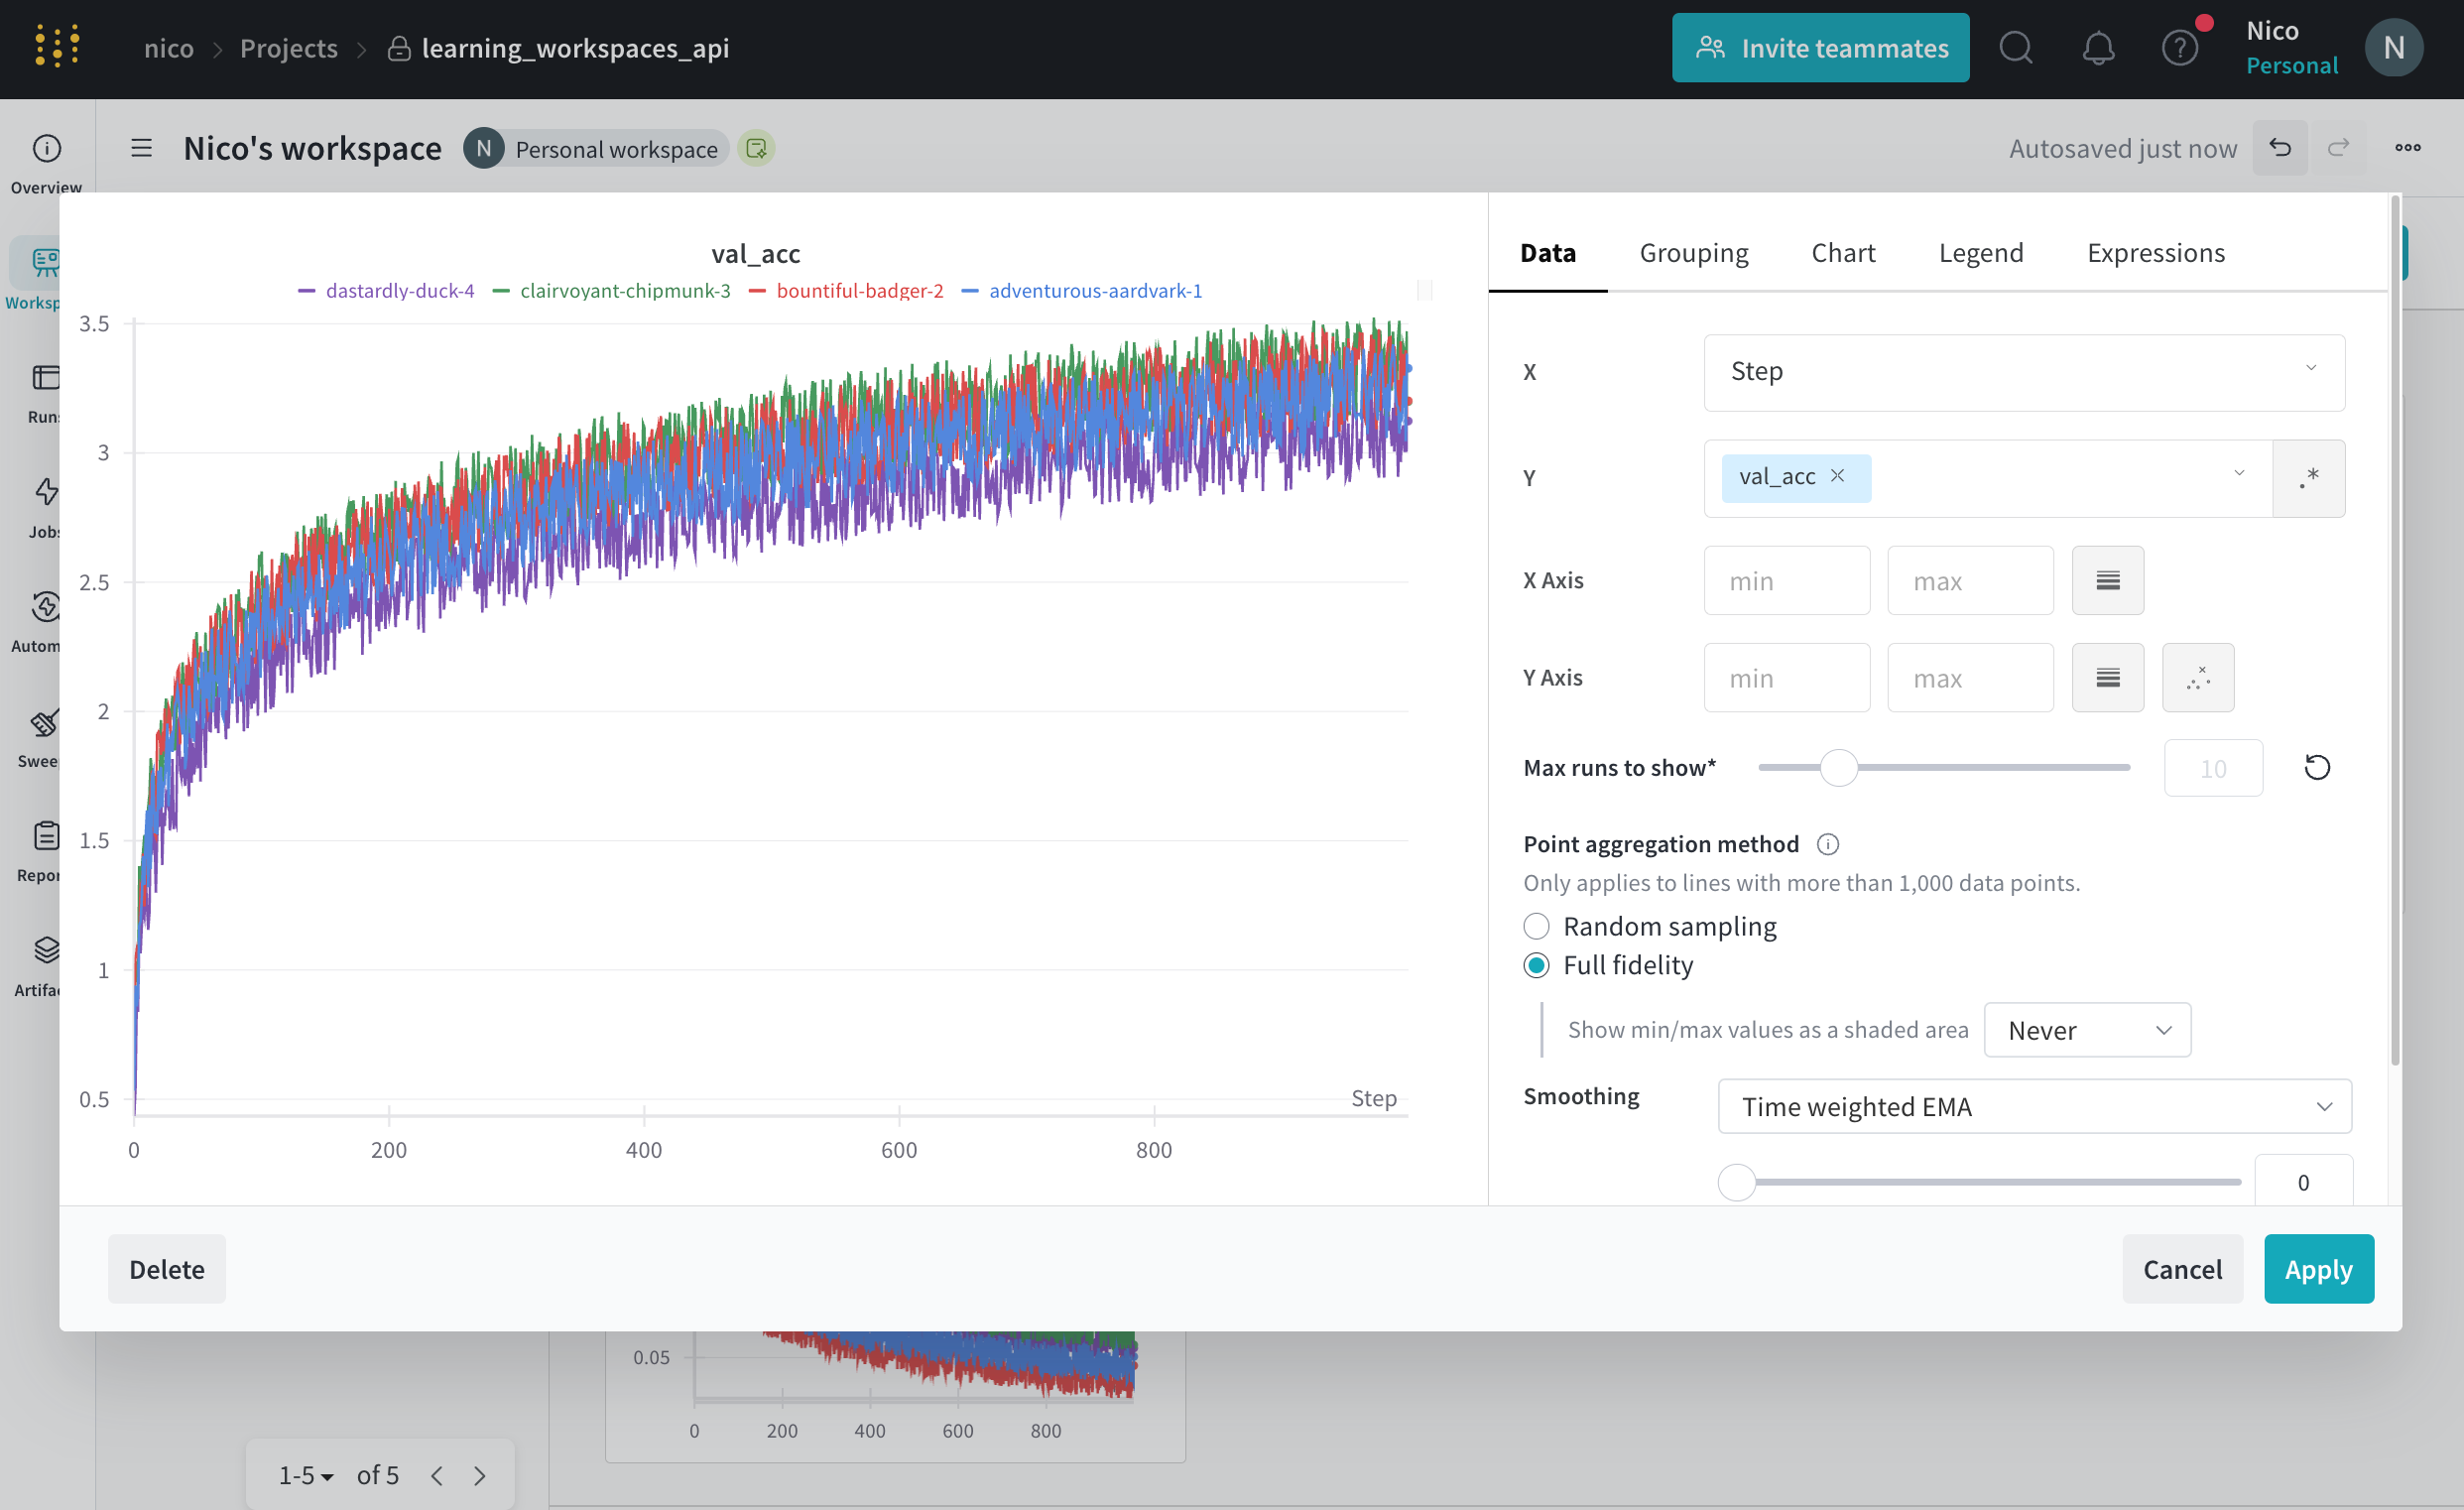 nico > Projects > learning_workspaces_api
Invite teammates
Nico
Personal
N
Nico's workspace
N Personal workspace
Autosaved just now
Overview
Worksp
Runs
Jobs
Autom
Swee
Repor
Artifac
val_acc
dastardly-duck-4 clairvoyant-chipmunk-3 bountiful-badger-2 adventurous-aardvark-1
3.5
3
2.5
2
1.5
1
0.5
Step
0 200 400 600 800
Data Grouping Chart Legend Expressions
X Step
Y val_acc .*
X Axis min max
Y Axis min max
Max runs to show* 10
Point aggregation method
Only applies to lines with more than 1,000 data points.
Random sampling
Full fidelity
Show min/max values as a shaded area Never
Smoothing Time weighted EMA
0
Delete
Cancel Apply
0.05
0 200 400 600 800
1-5 of 5